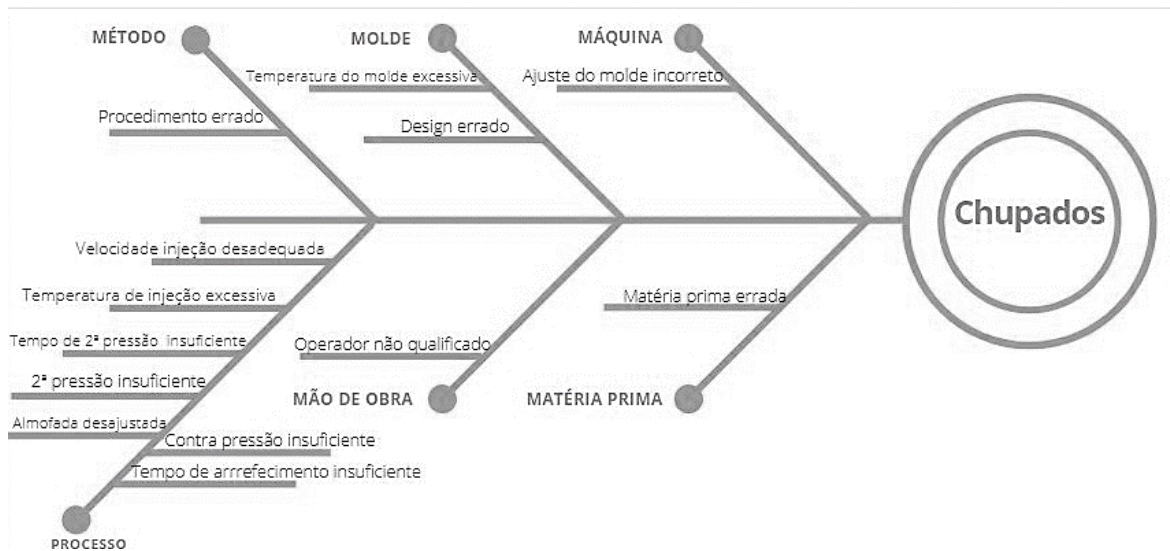 MÉTODO
MOLDE
MÁQUINA
Temperatura do molde excessiva
Ajuste do molde incorreto
Procedimento errado
Design errado
Chupados
Velocidade injeção desadequada
Temperatura de injeção excessiva
Matéria prima errada
Tempo de 2ª pressão insuficiente
Operador não qualificado
2ª pressão insuficiente
MÃO DE OBRA
MATÉRIA PRIMA
Almofada desajustada
Contra pressão insuficiente
Tempo de arrrefecimento insuficiente
PROCESSO